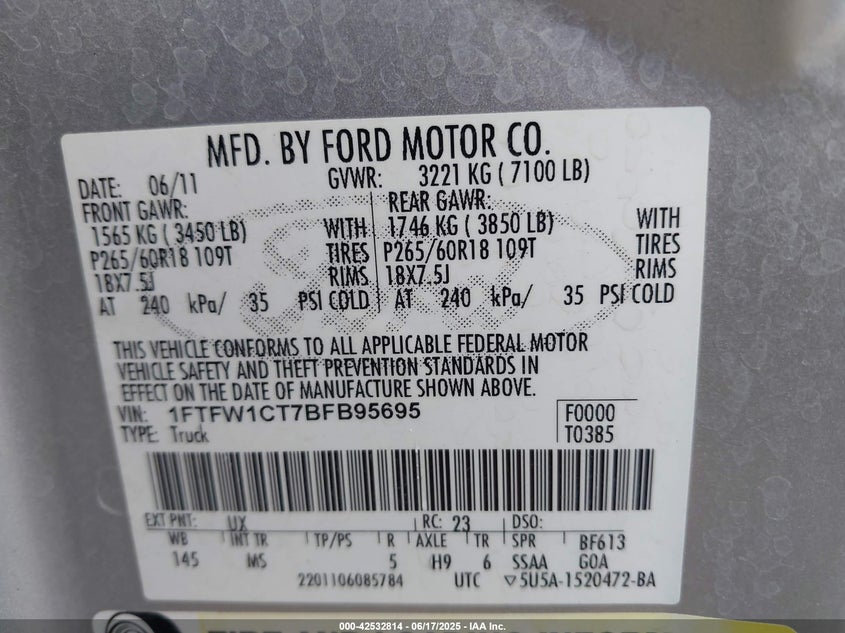 MFD. BY FORD MOTOR CO.
DATE: 06/11 GVWR: 3221 KG ( 7100 LB)
FRONT GAWR: REAR GAWR:
1565 KG ( 3450 LB) WITH 1746 KG ( 3850 LB) WITH
P265/60R18 109T TIRES P265/60R18 109T TIRES
18X7.5J RIMS 18X7.5J RIMS
AT 240 kPa/ 35 PSI COLD AT 240 kPa/ 35 PSI COLD
THIS VEHICLE CONFORMS TO ALL APPLICABLE FEDERAL MOTOR
VEHICLE SAFETY AND THEFT PREVENTION STANDARDS IN
EFFECT ON THE DATE OF MANUFACTURE SHOWN ABOVE.
VIN: 1FTFW1CT7BFB95695 F0000
TYPE: Truck T0385
EXT PNT: UX RC: 23 DSO:
WB INT TR TP/PS R AXLE TR SPR BF613
145 MS 5 H9 6 SSAA GOA
2201106085784 UTC ▽5U5A-1520472-BA
000-42532814 - 06/17/2025 - IAA Inc.